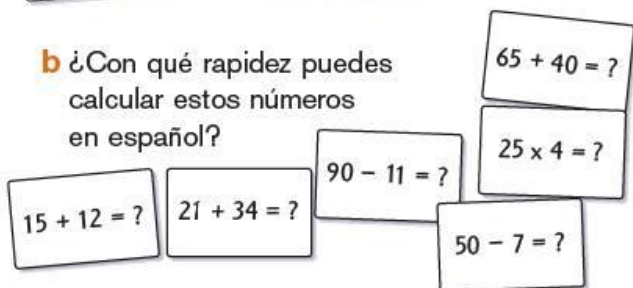 b ¿Con qué rapidez puedes
calcular estos números
en español?
15 + 12 = ?
21 + 34 = ?
90 – 11 = ?
65 + 40 = ?
25 x 4 = ?
50 – 7 = ?